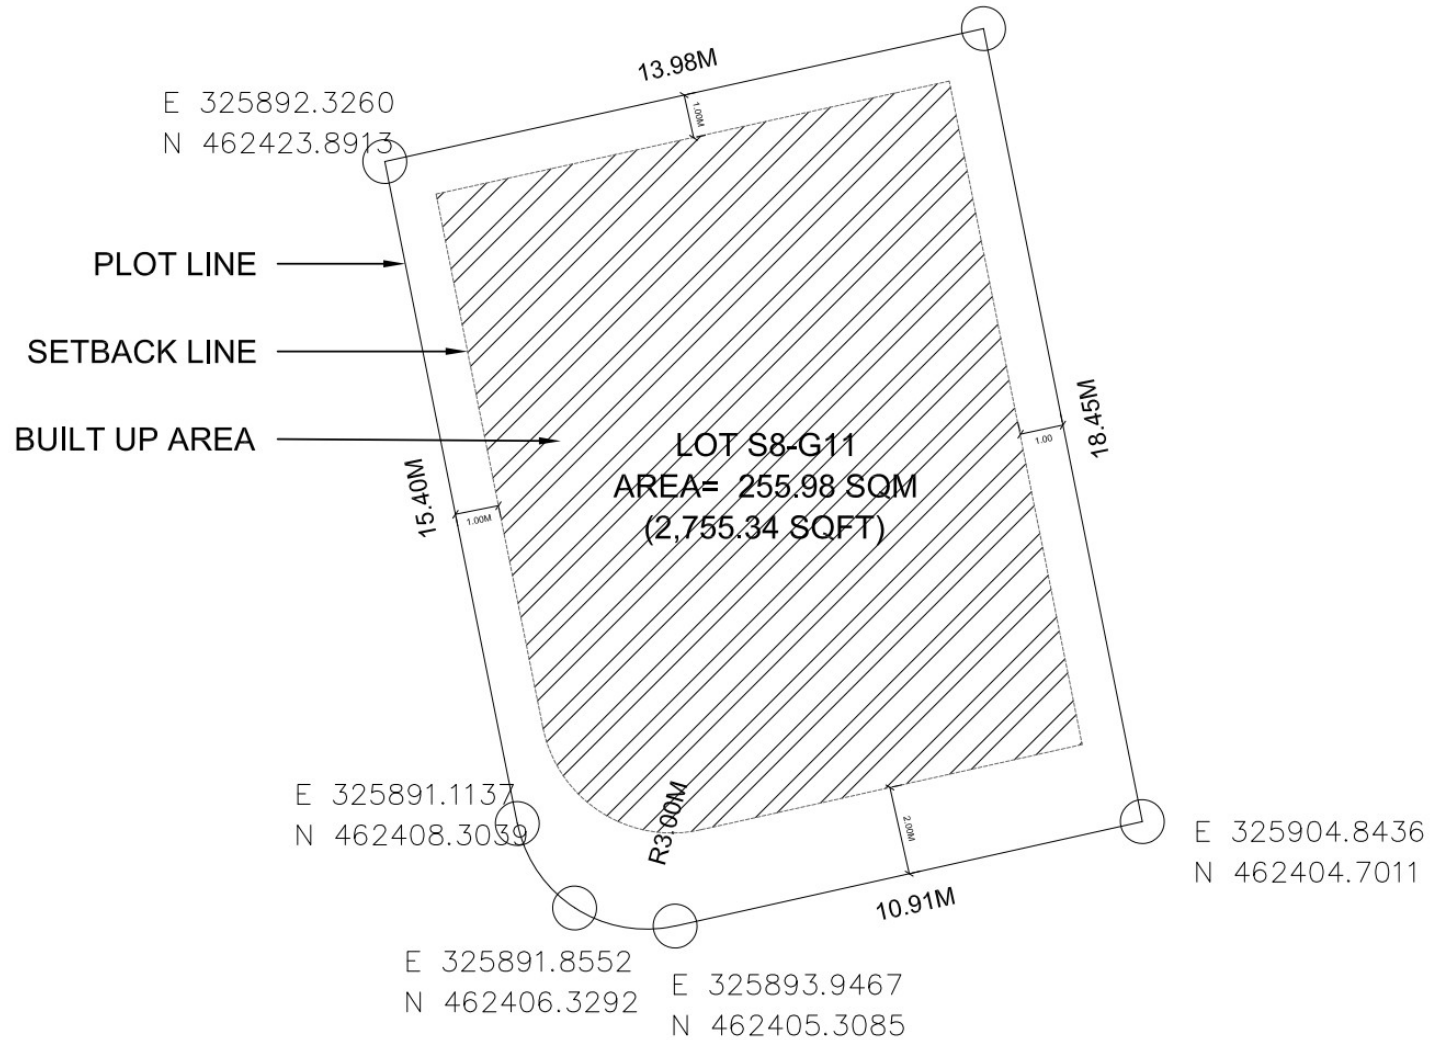 13.98M
E 325892.3260
N 462423.8913
1.00M
PLOT LINE
SETBACK LINE
BUILT UP AREA
LOT S8-G11
AREA= 255.98 SQM
(2,755.34 SQFT)
18.45M
1.00
15.40M
1.00M
E 325891.1137
N 462408.3039
R3.00M
2.00M
E 325904.8436
N 462404.7011
10.91M
E 325891.8552
N 462406.3292
E 325893.9467
N 462405.3085